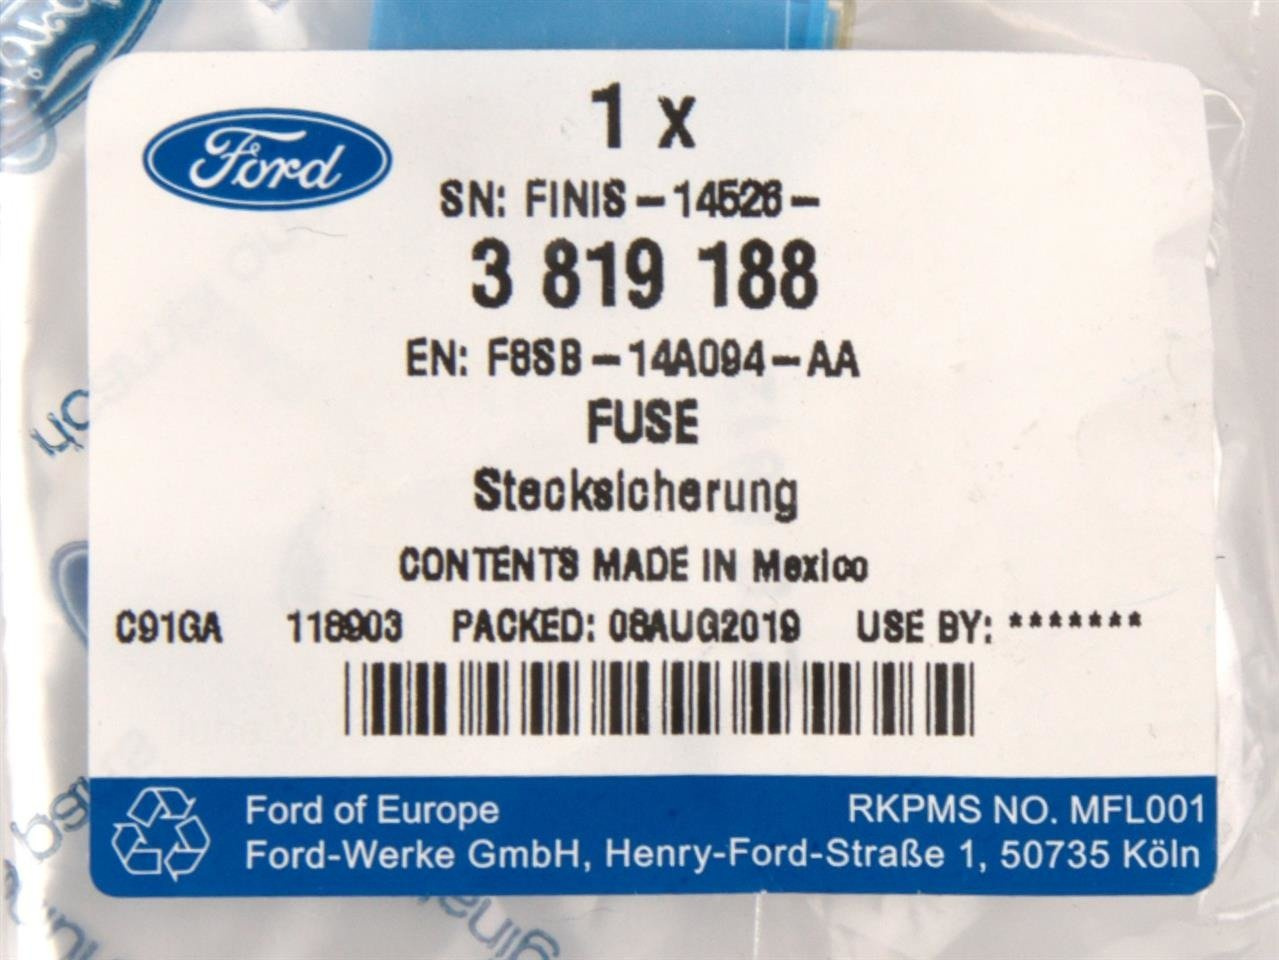 Ford
1 x
SN: FINIS-14526-
3 819 188
EN: F8SB-14A094-AA
FUSE
Stecksicherung
CONTENTS MADE IN Mexico
C91GA 118903 PACKED: 08AUG2019 USE BY: *******
Ford of Europe RKPMS NO. MFL001
Ford-Werke GmbH, Henry-Ford-Straße 1, 50735 Köln